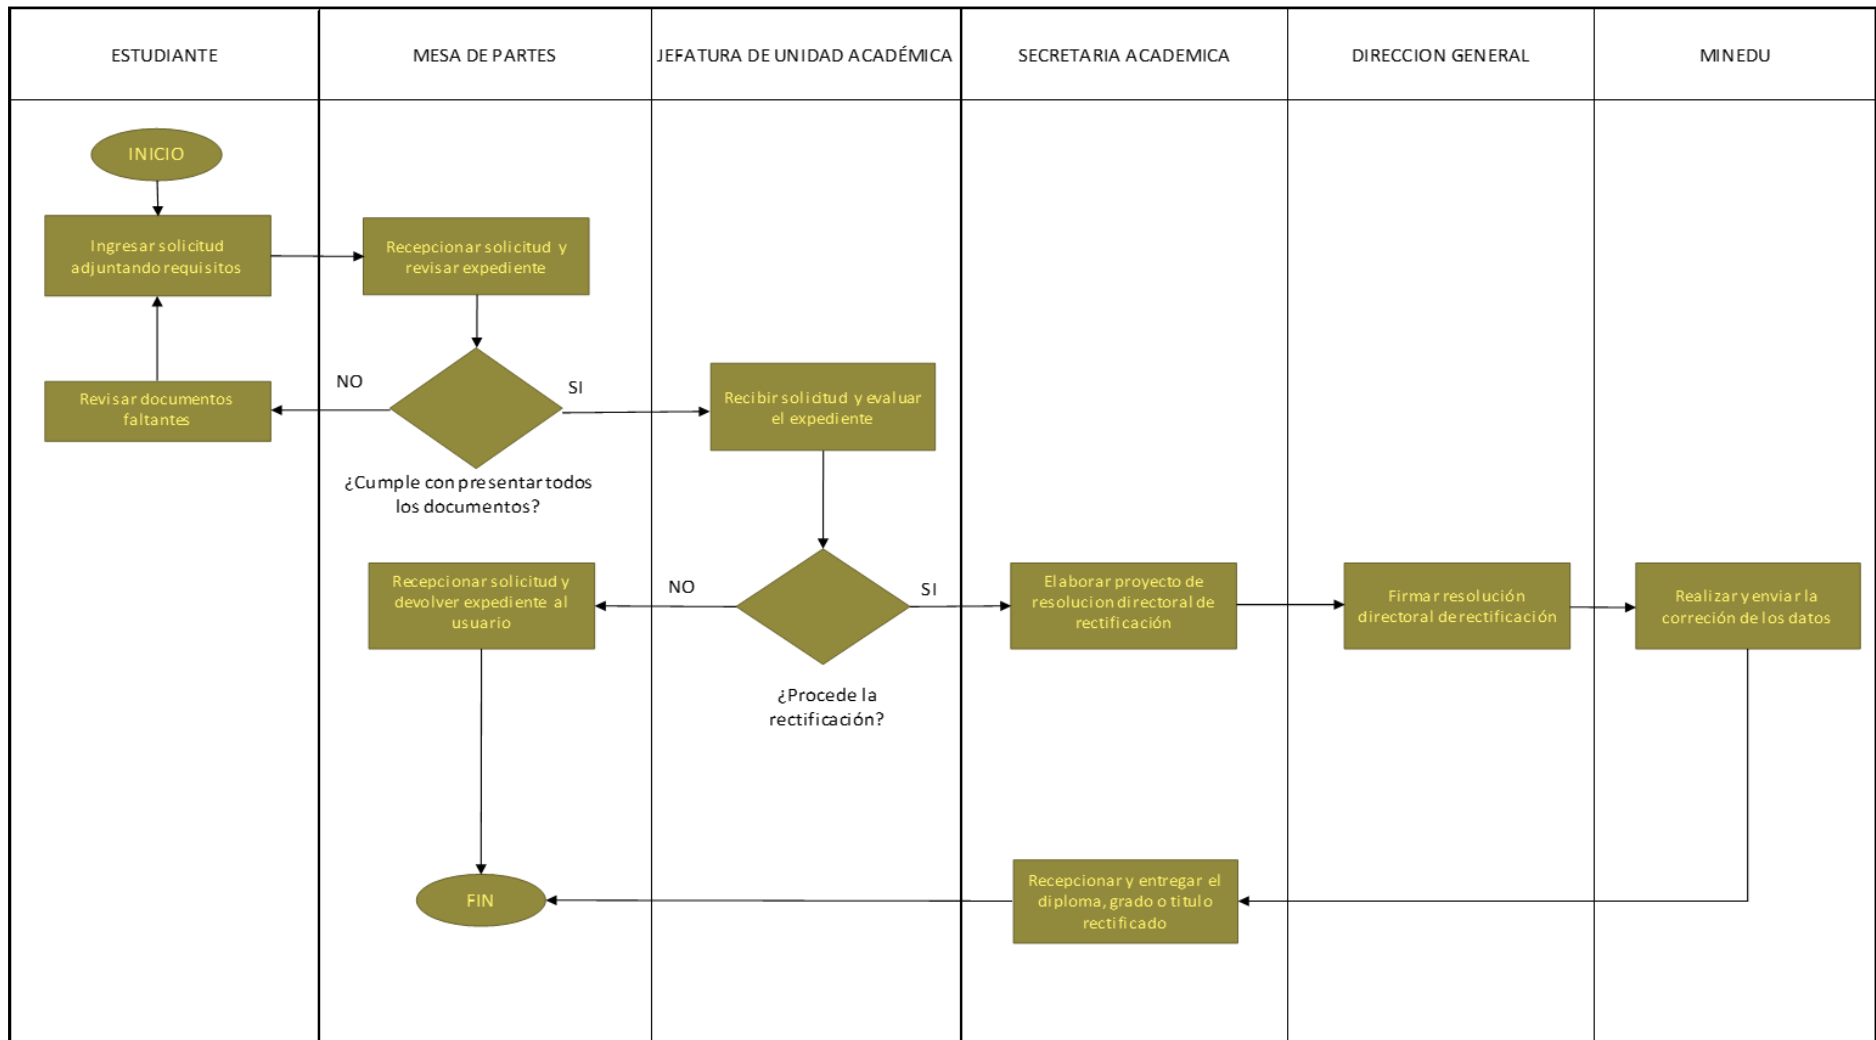 ESTUDIANTE
MESA DE PARTES
JEFATURA DE UNIDAD ACADÉMICA
SECRETARIA ACADEMICA
DIRECCION GENERAL
MINEDU
INICIO
Ingresar solicitud
adjuntando requisitos
Recepcionar solicitud y
revisar expediente
NO
SI
Revisar documentos
faltantes
Recibir solicitud y evaluar
el expediente
¿Cumple con presentar todos
los documentos?
Recepcionar solicitud y
devolver expediente al
usuario
NO
SI
Elaborar proyecto de
resolucion directoral de
rectificación
Firmar resolución
directoral de rectificación
Realizar y enviar la
correción de los datos
¿Procede la
rectificación?
FIN
Recepcionar y entregar el
diploma, grado o titulo
rectificado